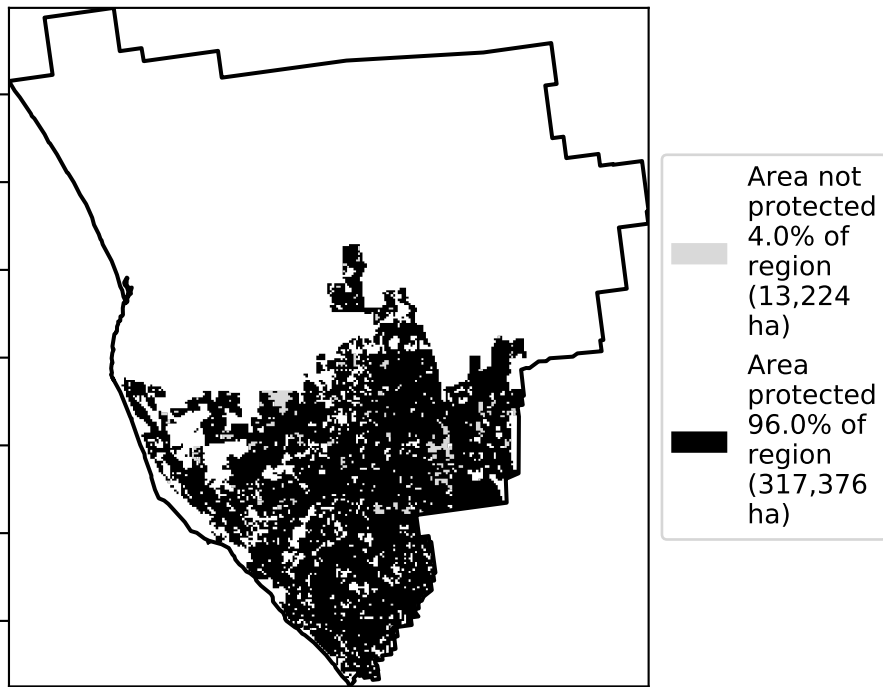 Area not
protected
4.0% of
region
(13,224
ha)
Area
protected
96.0% of
region
(317,376
ha)